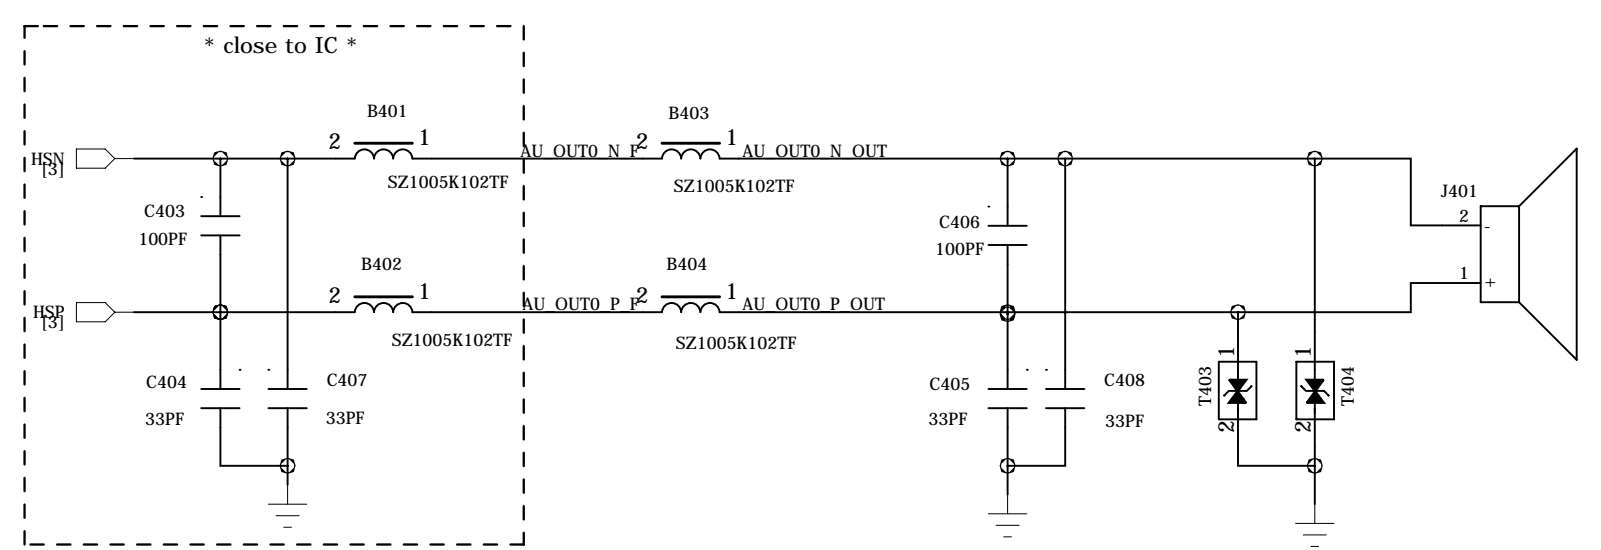 * close to IC *
B401
B403
2 1
2 1
HSN
[3]
AU_OUT0_N_F
AU_OUT0_N_OUT
SZ1005K102TF
SZ1005K102TF
J401
C403
100PF
C406
100PF
2
-
B402
B404
1
+
2 1
2 1
HSP
[3]
AU_OUT0_P_F
AU_OUT0_P_OUT
SZ1005K102TF
SZ1005K102TF
1
1
C404
C407
C405
C408
T403
T404
33PF
33PF
33PF
33PF
2
2